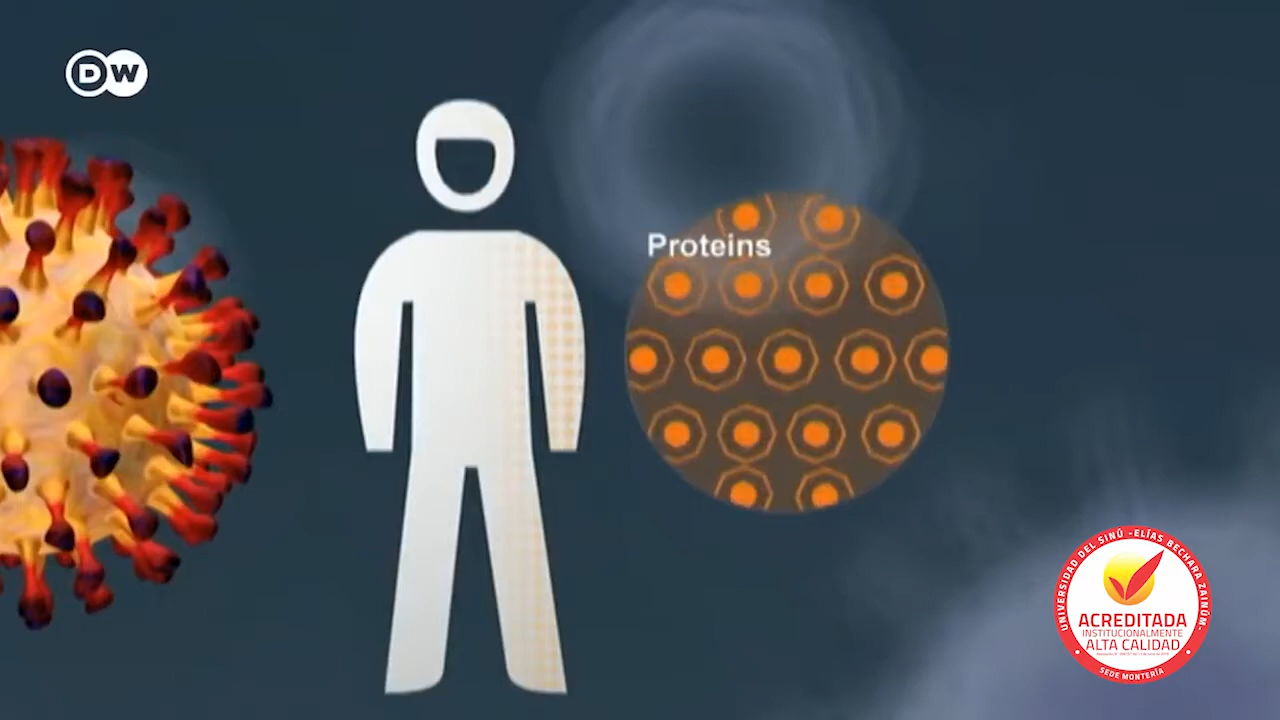 DW
Proteins
UNIVERSIDAD DEL SINÚ -ELÍAS BECHARA ZAINÚM-
ACREDITADA
INSTITUCIONALMENTE
ALTA CALIDAD
SEDE MONTERÍA